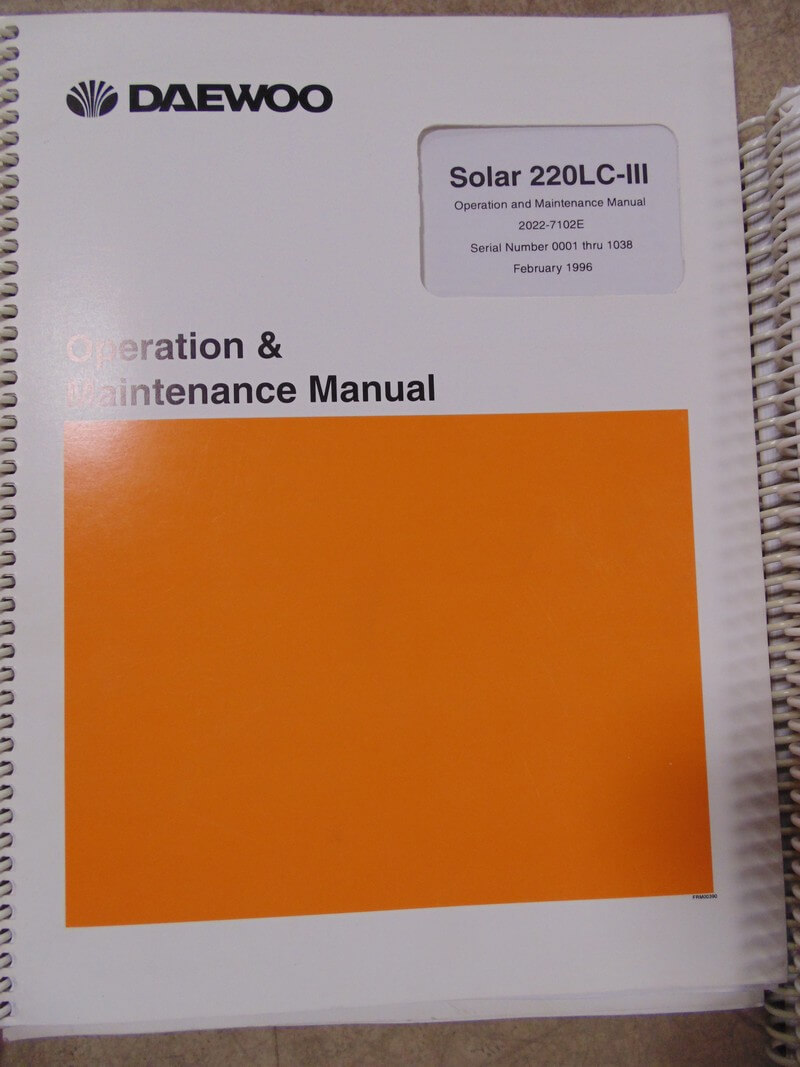 DAEWOO
Solar 220LC-III
Operation and Maintenance Manual
2022-7102E
Serial Number 0001 thru 1038
February 1996
Operation &
Maintenance Manual
FRM00390